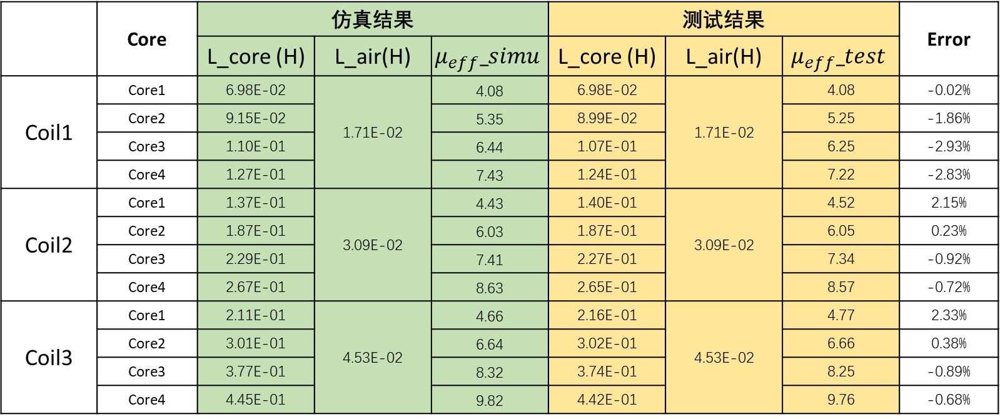 Core 仿真结果 测试结果 Error
L_core (H) L_air(H) μ_eff_simu L_core (H) L_air(H) μ_eff_test
Coil1 Core1 6.98E-02 1.71E-02 4.08 6.98E-02 1.71E-02 4.08 -0.02%
Core2 9.15E-02 5.35 8.99E-02 5.25 -1.86%
Core3 1.10E-01 6.44 1.07E-01 6.25 -2.93%
Core4 1.27E-01 7.43 1.24E-01 7.22 -2.83%
Coil2 Core1 1.37E-01 3.09E-02 4.43 1.40E-01 3.09E-02 4.52 2.15%
Core2 1.87E-01 6.03 1.87E-01 6.05 0.23%
Core3 2.29E-01 7.41 2.27E-01 7.34 -0.92%
Core4 2.67E-01 8.63 2.65E-01 8.57 -0.72%
Coil3 Core1 2.11E-01 4.53E-02 4.66 2.16E-01 4.53E-02 4.77 2.33%
Core2 3.01E-01 6.64 3.02E-01 6.66 0.38%
Core3 3.77E-01 8.32 3.74E-01 8.25 -0.89%
Core4 4.45E-01 9.82 4.42E-01 9.76 -0.68%